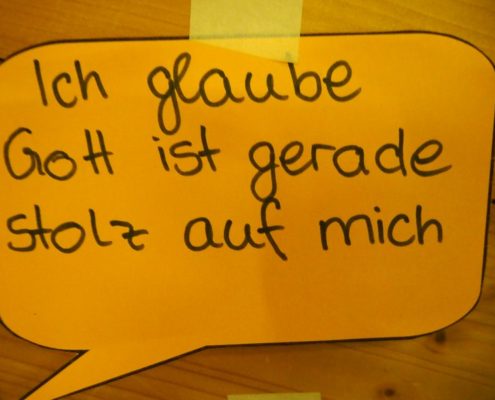 Ich glaube
Gott ist gerade
stolz auf mich